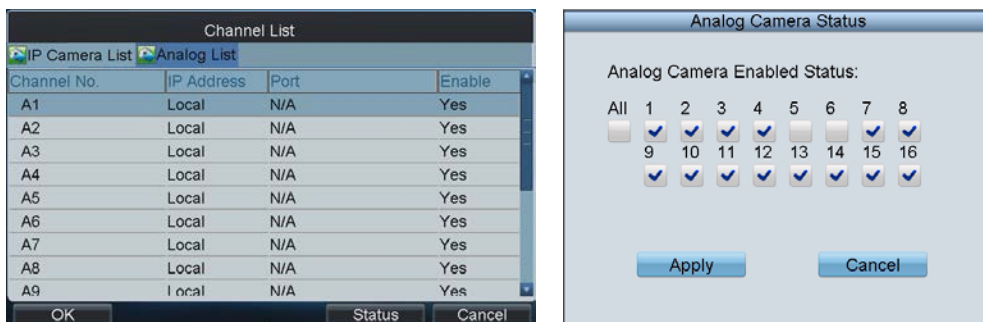 Channel List
IP Camera List Analog List
Channel No. IP Address Port Enable
A1 Local N/A Yes
A2 Local N/A Yes
A3 Local N/A Yes
A4 Local N/A Yes
A5 Local N/A Yes
A6 Local N/A Yes
A7 Local N/A Yes
A8 Local N/A Yes
A9 Local N/A Yes
OK Status Cancel
Analog Camera Status
Analog Camera Enabled Status:
All 1 2 3 4 5 6 7 8
9 10 11 12 13 14 15 16
Apply Cancel